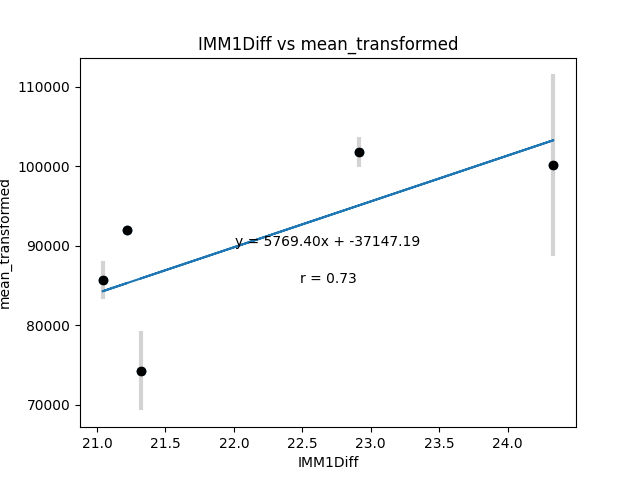 IMM1Diff vs mean_transformed
mean_transformed
110000
100000
90000
80000
70000
y = 5769.40x + -37147.19
r = 0.73
21.0 21.5 22.0 22.5 23.0 23.5 24.0
IMM1Diff